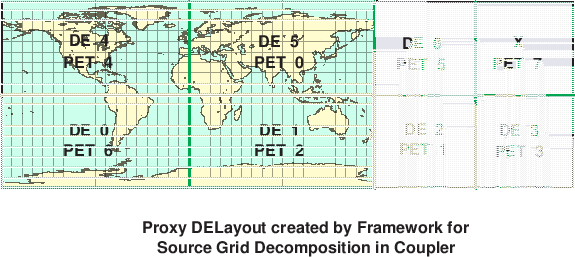 DE 4 DE 5 DE 6 X
PET 4 PET 0 PET 5 PET 7
DE 0 DE 1 DE 2 DE 3
PET 6 PET 2 PET 1 PET 3
Proxy DELayout created by Framework for
Source Grid Decomposition in Coupler